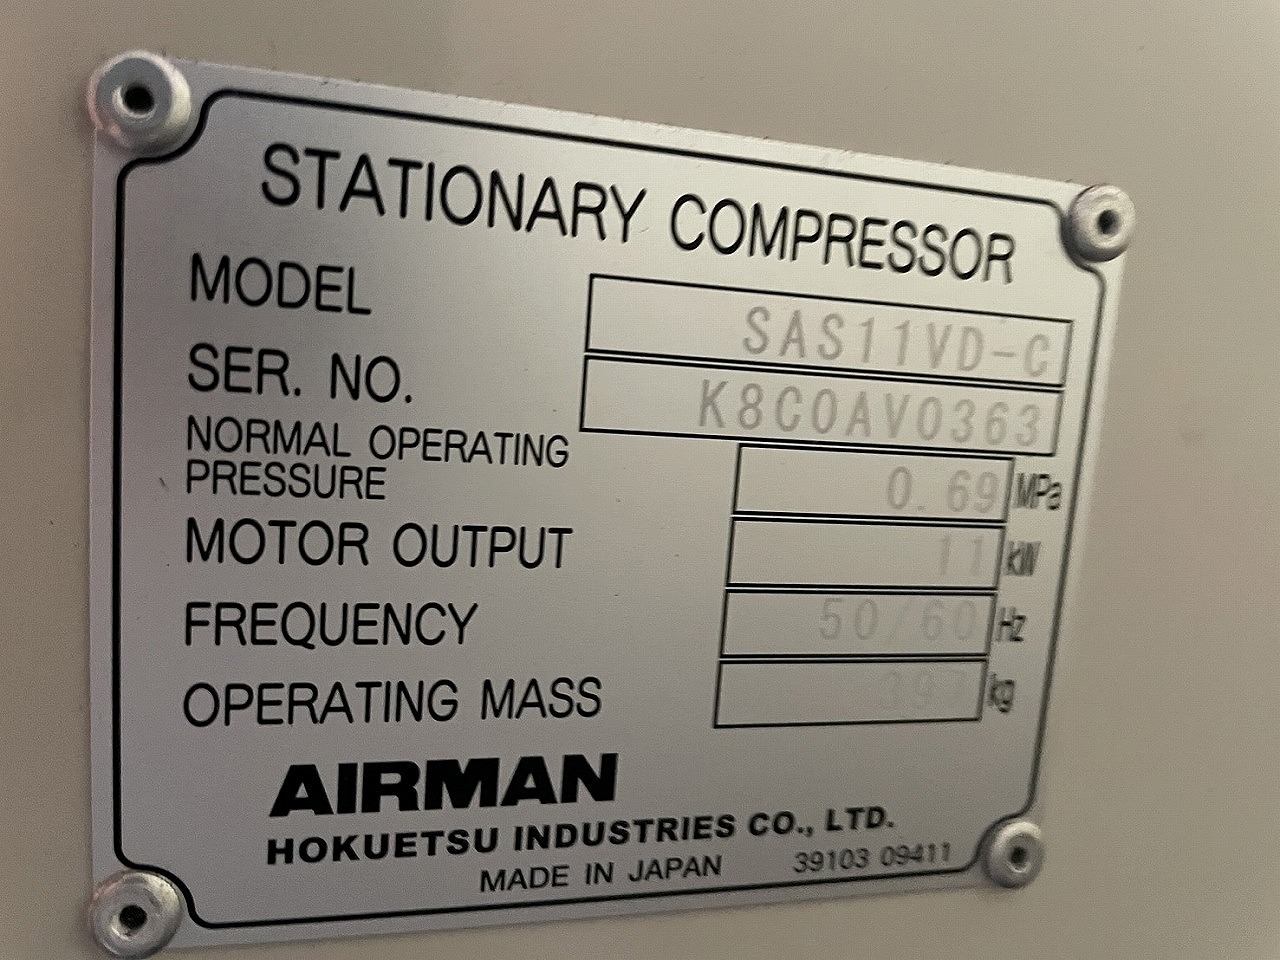 STATIONARY COMPRESSOR
MODEL SAS11VD-C
SER. NO. K8C0AV0363
NORMAL OPERATING
PRESSURE 0.69 MPa
MOTOR OUTPUT 11 kW
FREQUENCY 50/60 Hz
OPERATING MASS kg
AIRMAN
HOKUETSU INDUSTRIES CO., LTD.
MADE IN JAPAN 39103 09411